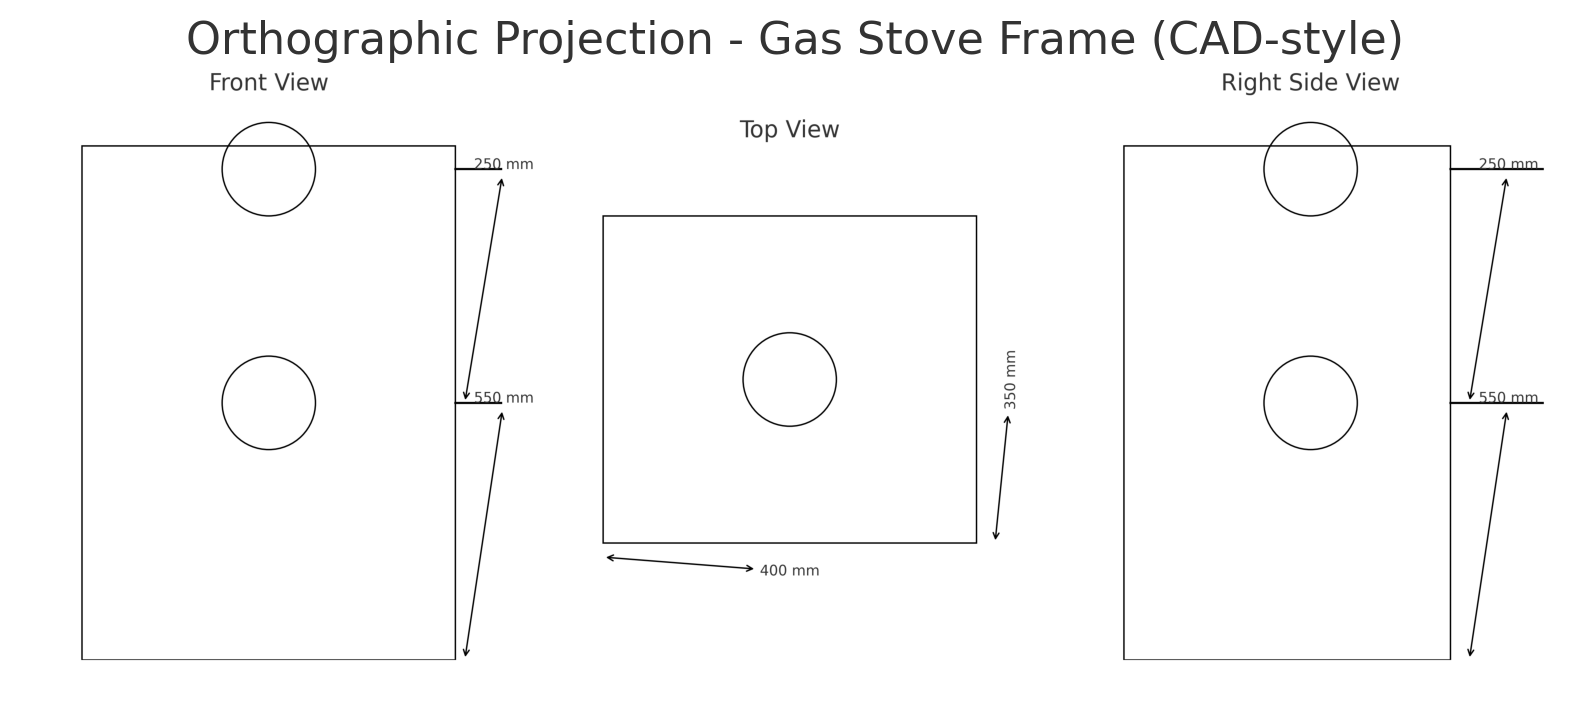 Orthographic Projection - Gas Stove Frame (CAD-style)
Front View
250 mm
550 mm
Top View
350 mm
400 mm
Right Side View
250 mm
550 mm